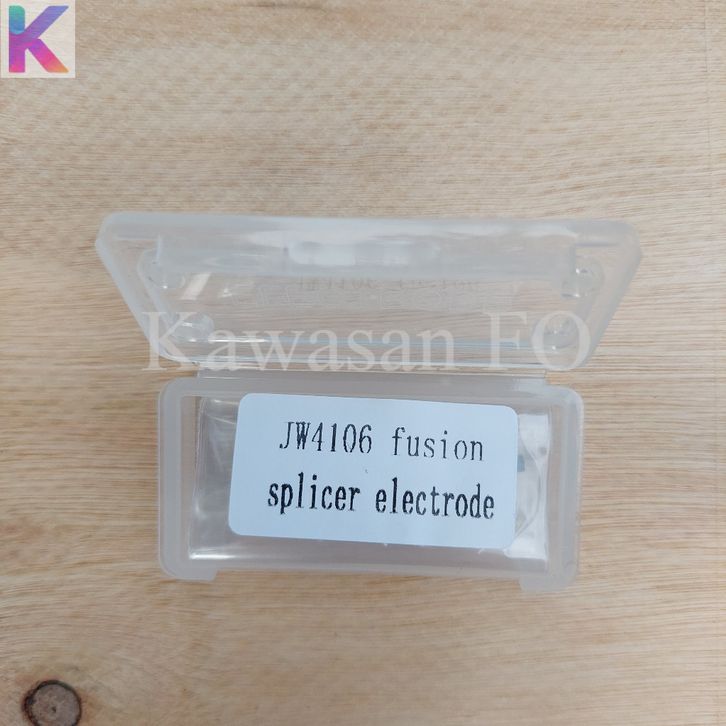 K
Kawasan FO
JW4106 fusion
splicer electrode